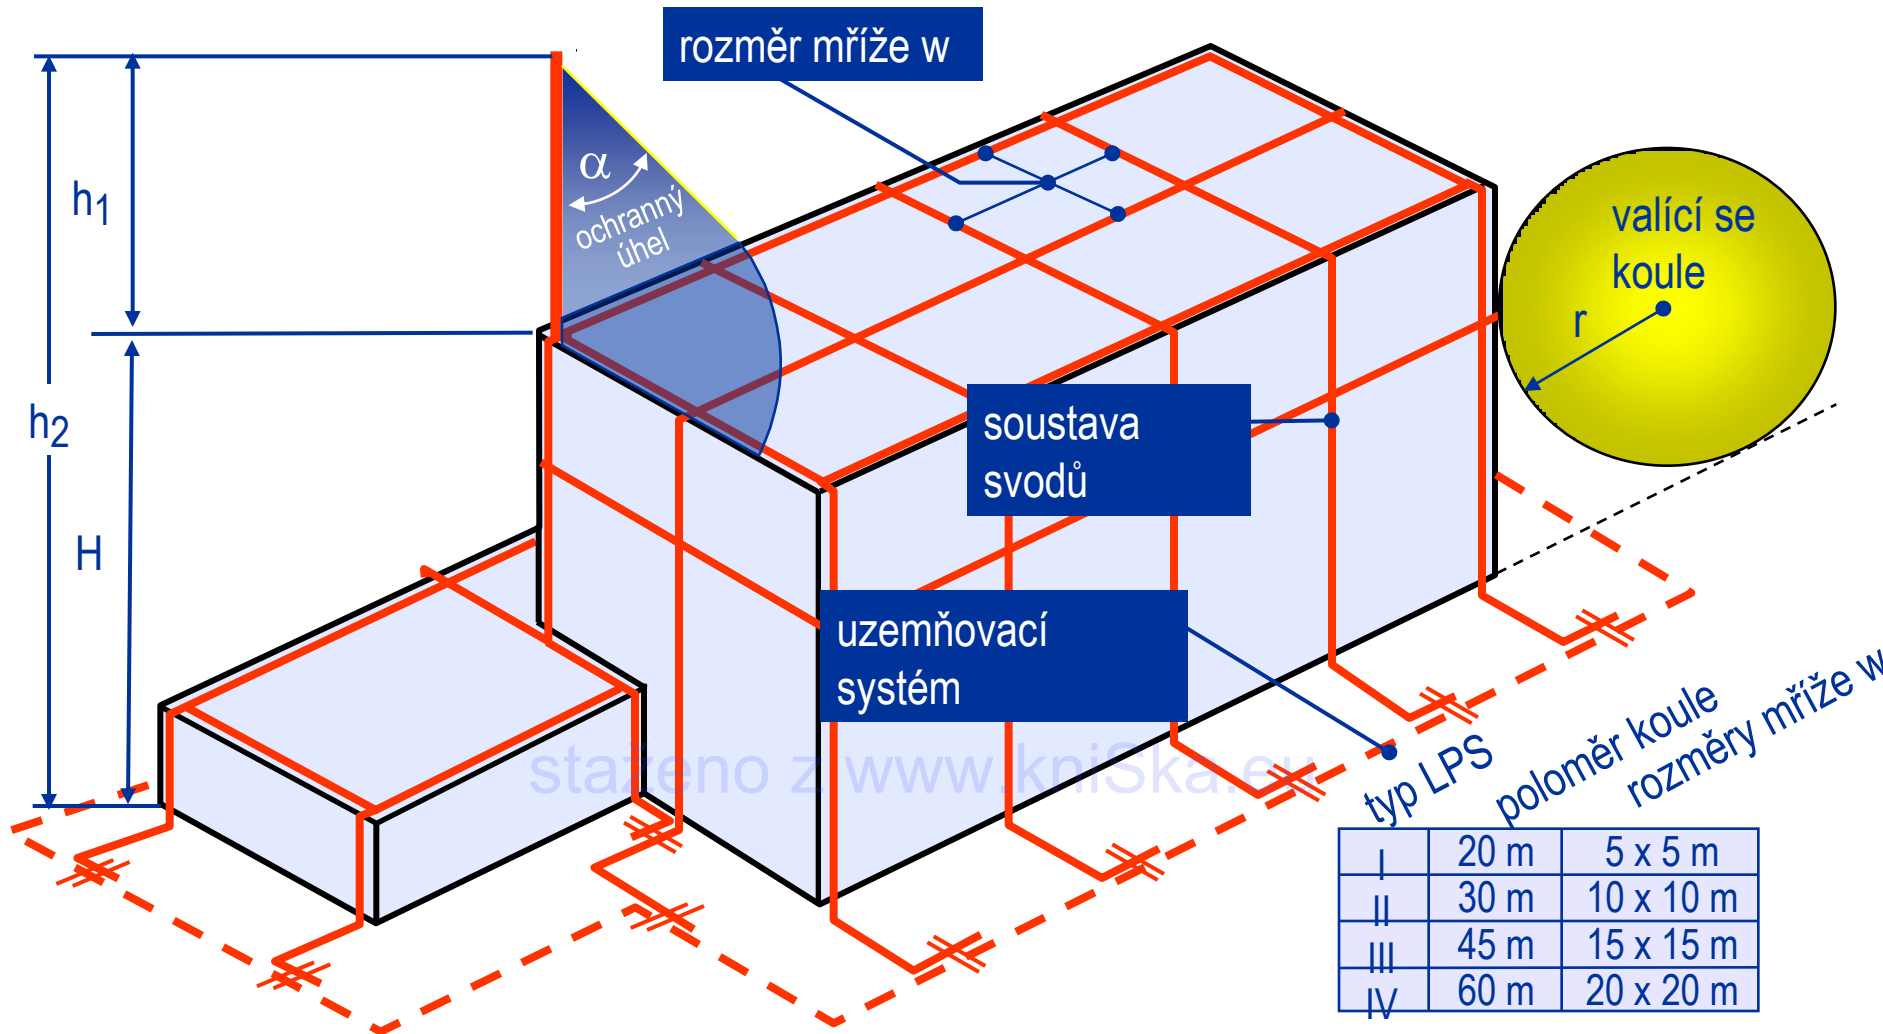 rozměr mříže w
h1
α
ochranný
úhel
valící se
koule
r
h2
soustava
svodů
H
uzemňovací
systém
staženo z www.kniSka.eu
typ LPS
poloměr koule
rozměry mříže w
I 20 m 5 x 5 m
II 30 m 10 x 10 m
III 45 m 15 x 15 m
IV 60 m 20 x 20 m